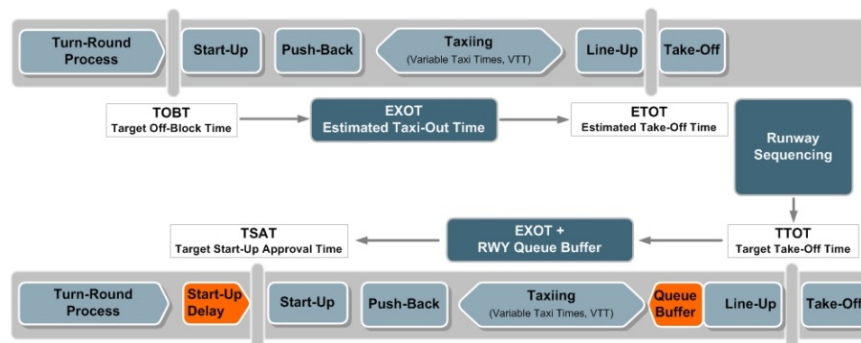 Turn-Round
Process
Start-Up
Push-Back
Taxiing
(Variable Taxi Times, VTT)
Line-Up
Take-Off
TOBT
Target Off-Block Time
EXOT
Estimated Taxi-Out Time
ETOT
Estimated Take-Off Time
Runway
Sequencing
TSAT
Target Start-Up Approval Time
EXOT +
RWY Queue Buffer
TTOT
Target Take-Off Time
Turn-Round
Process
Start-Up
Delay
Start-Up
Push-Back
Taxiing
(Variable Taxi Times, VTT)
Queue
Buffer
Line-Up
Take-Off